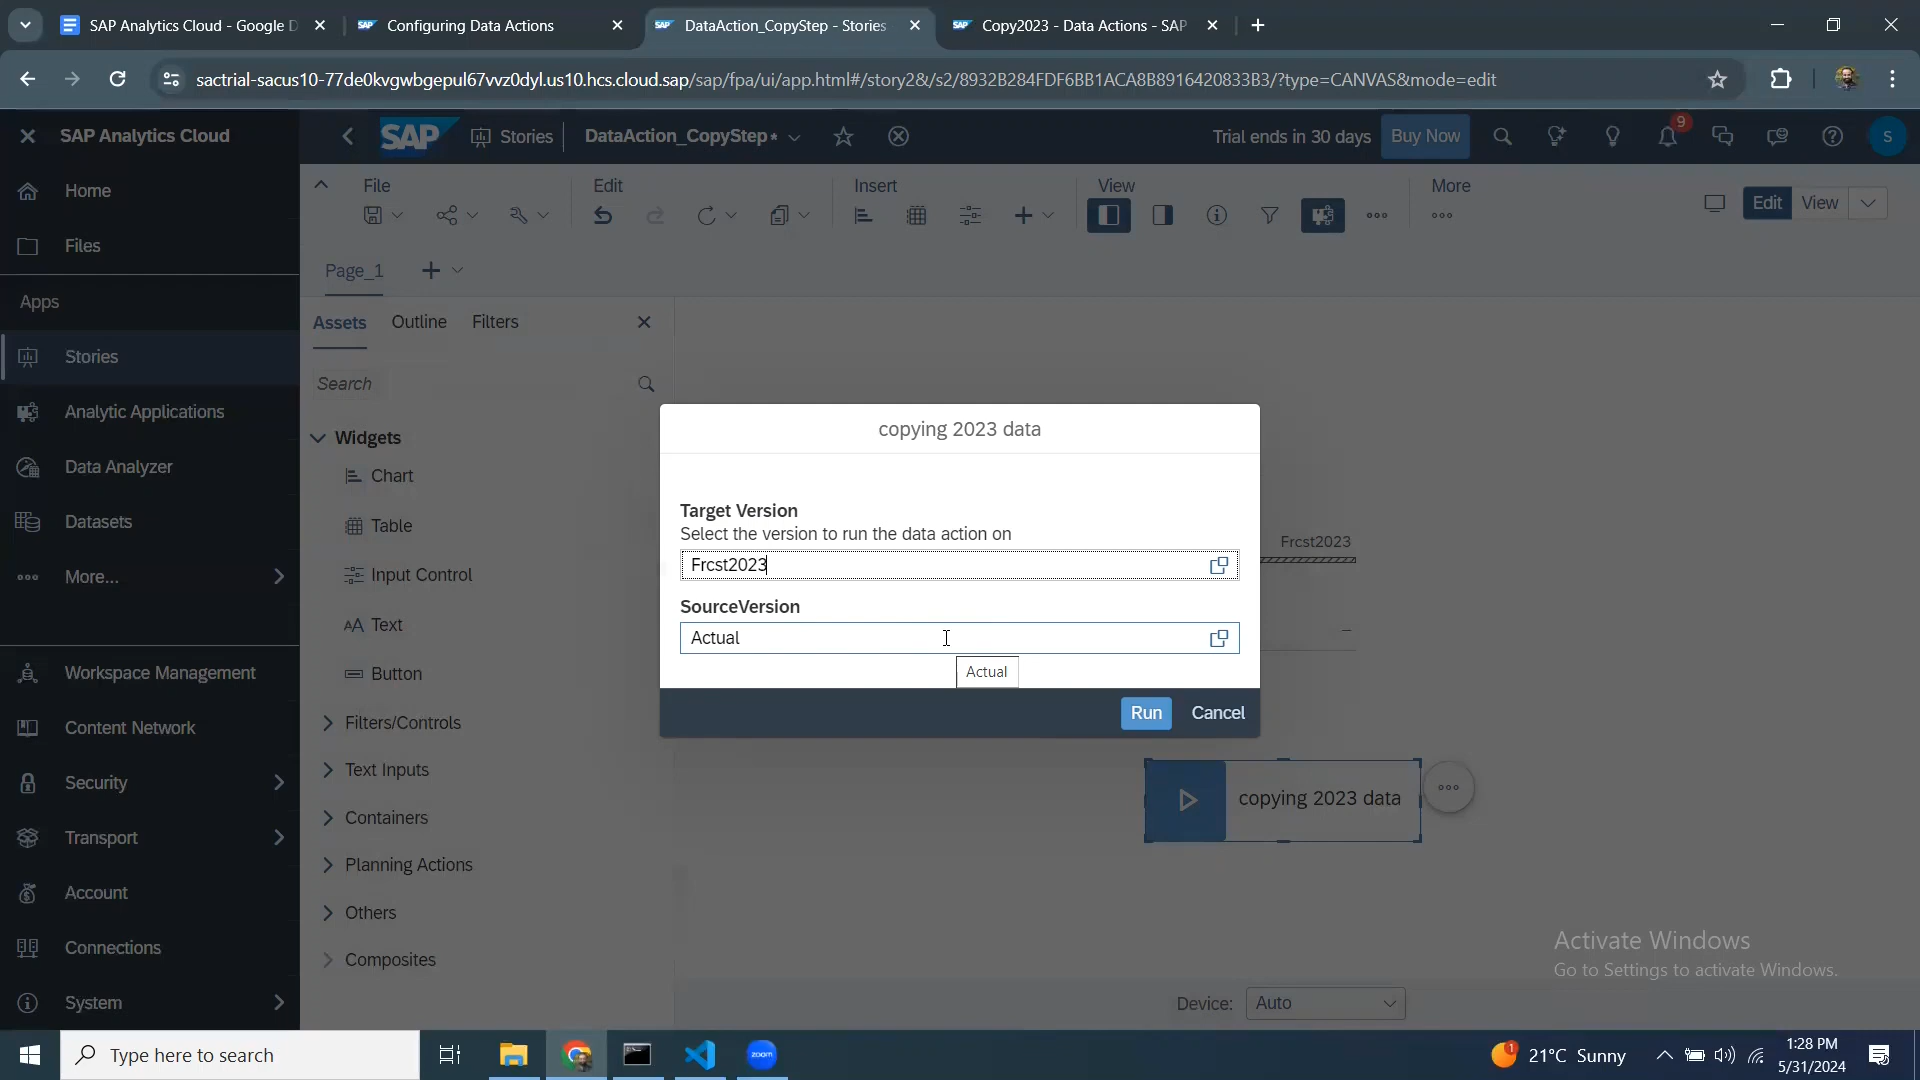 SAP Analytics Cloud - Google D
Configuring Data Actions
DataAction_CopyStep - Stories
Copy2023 - Data Actions - SAP
sactrial-sacus10-77de0kvgwbgepul67vvz0dyl.us10.hcs.cloud.sap/sap/fpa/ui/app.html#/story2&/s2/8932B284FDF6BB1ACA8B8916420833B3/?type=CANVAS&mode=edit
SAP Analytics Cloud
SAP
Stories
DataAction_CopyStep*
Trial ends in 30 days
Buy Now
9
S
Home
Files
Apps
Stories
Analytic Applications
Data Analyzer
Datasets
More...
Workspace Management
Content Network
Security
Transport
Account
Connections
System
File
Edit
Insert
View
More
Edit
View
Page_1
Assets
Outline
Filters
Search
Widgets
Chart
Table
Input Control
AA Text
Button
Filters/Controls
Text Inputs
Containers
Planning Actions
Others
Composites
copying 2023 data
Target Version
Select the version to run the data action on
Frcst2023
SourceVersion
Actual
Actual
Run
Cancel
Frcst2023
–
copying 2023 data
Activate Windows
Go to Settings to activate Windows.
Device:
Auto
Type here to search
zoom
1
21°C Sunny
1:28 PM
5/31/2024